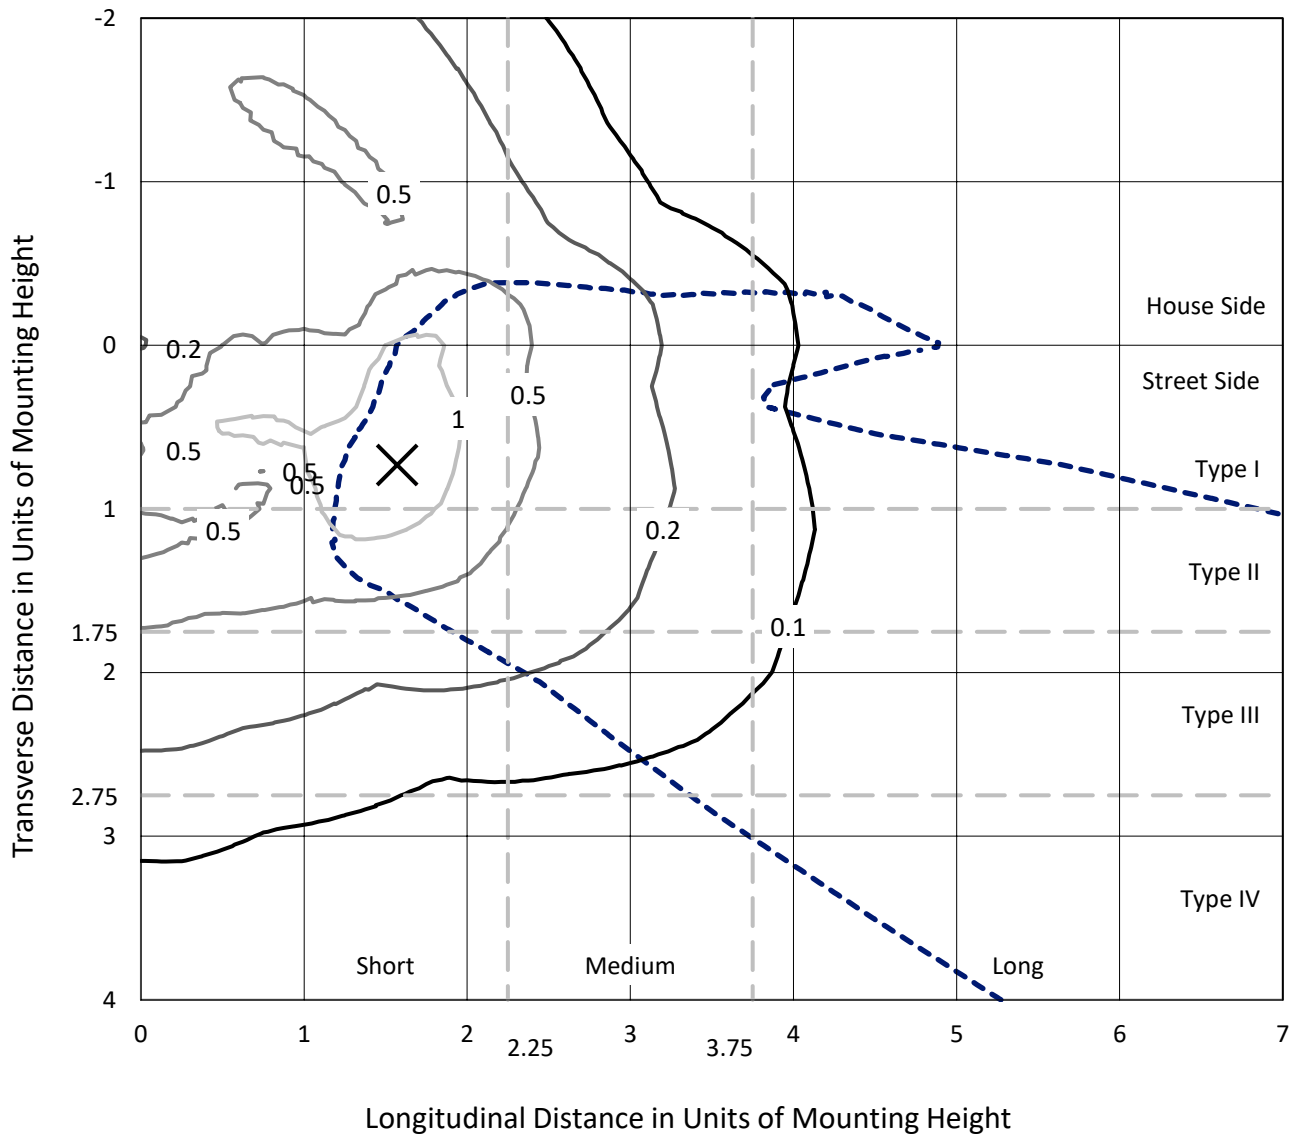 -2
-1
0.5
House Side
0
0.2
Street Side
0.5
1
0.5
Type I
0.5
0.5
1
0.5
0.2
Type II
1.75
0.1
2
Type III
2.75
3
Type IV
Short
Medium
Long
4
0
1
2
2.25
3
3.75
4
5
6
7
Transverse Distance in Units of Mounting Height
Longitudinal Distance in Units of Mounting Height